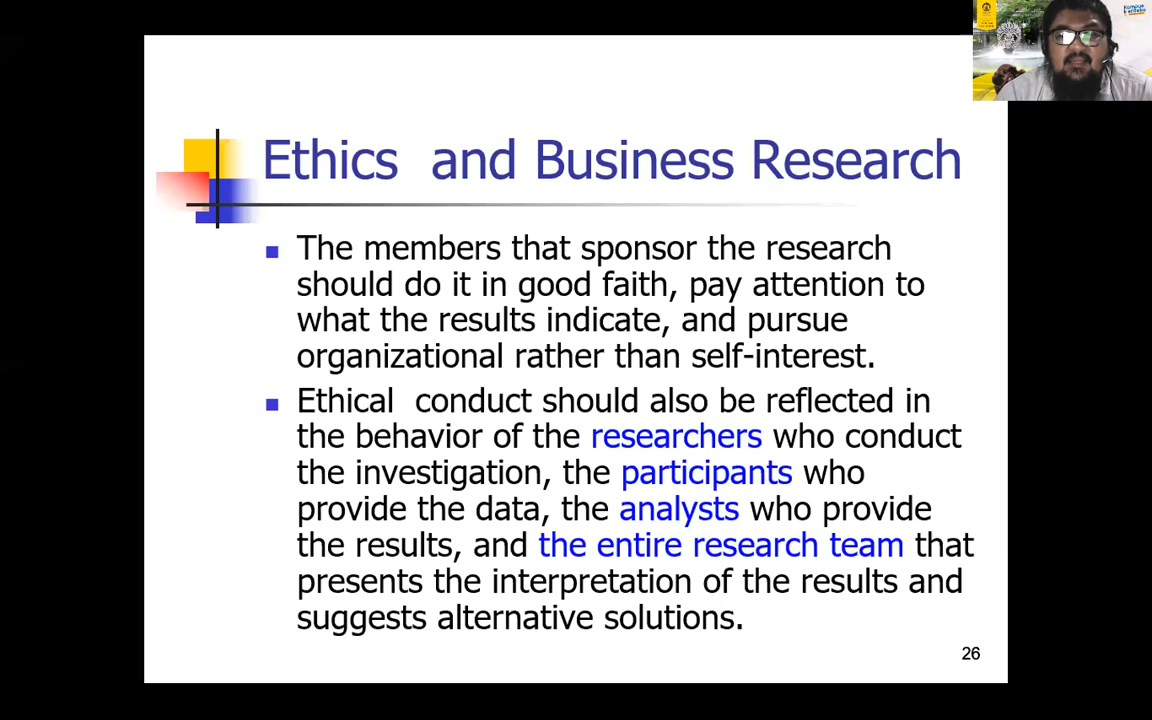 Ethics  and Business Research
The members that sponsor the research
should do it in good faith, pay attention to
what the results indicate, and pursue
organizational rather than self-interest.
Ethical  conduct should also be reflected in
the behavior of the researchers who conduct
the investigation, the participants who
provide the data, the analysts who provide
the results, and the entire research team that
presents the interpretation of the results and
suggests alternative solutions.
26